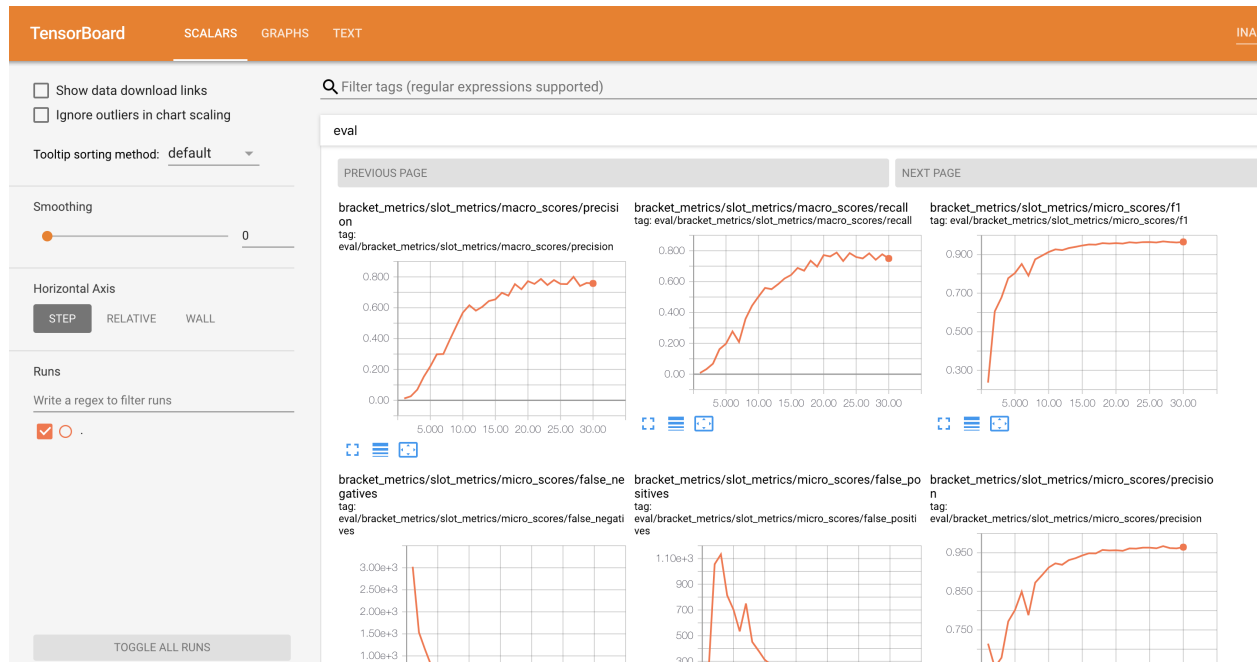 TensorBoard
SCALARS GRAPHS TEXT
INA
Show data download links
Ignore outliers in chart scaling
Tooltip sorting method: default
Smoothing
0
Horizontal Axis
STEP RELATIVE WALL
Runs
Write a regex to filter runs
.
TOGGLE ALL RUNS
Filter tags (regular expressions supported)
eval
PREVIOUS PAGE
NEXT PAGE
bracket_metrics/slot_metrics/macro_scores/precisi
on
tag:
eval/bracket_metrics/slot_metrics/macro_scores/precision
0.800
0.600
0.400
0.200
0.00
5.000 10.00 15.00 20.00 25.00 30.00
bracket_metrics/slot_metrics/macro_scores/recall
tag: eval/bracket_metrics/slot_metrics/macro_scores/recall
0.800
0.600
0.400
0.200
0.00
5.000 10.00 15.00 20.00 25.00 30.00
bracket_metrics/slot_metrics/micro_scores/f1
tag: eval/bracket_metrics/slot_metrics/micro_scores/f1
0.900
0.700
0.500
0.300
5.000 10.00 15.00 20.00 25.00 30.00
bracket_metrics/slot_metrics/micro_scores/false_ne
gatives
tag:
eval/bracket_metrics/slot_metrics/micro_scores/false_negati
ves
3.00e+3
2.50e+3
2.00e+3
1.50e+3
1.00e+3
bracket_metrics/slot_metrics/micro_scores/false_po
sitives
tag:
eval/bracket_metrics/slot_metrics/micro_scores/false_positi
ves
1.10e+3
900
700
500
300
bracket_metrics/slot_metrics/micro_scores/precisio
n
tag:
eval/bracket_metrics/slot_metrics/micro_scores/precision
0.950
0.850
0.750